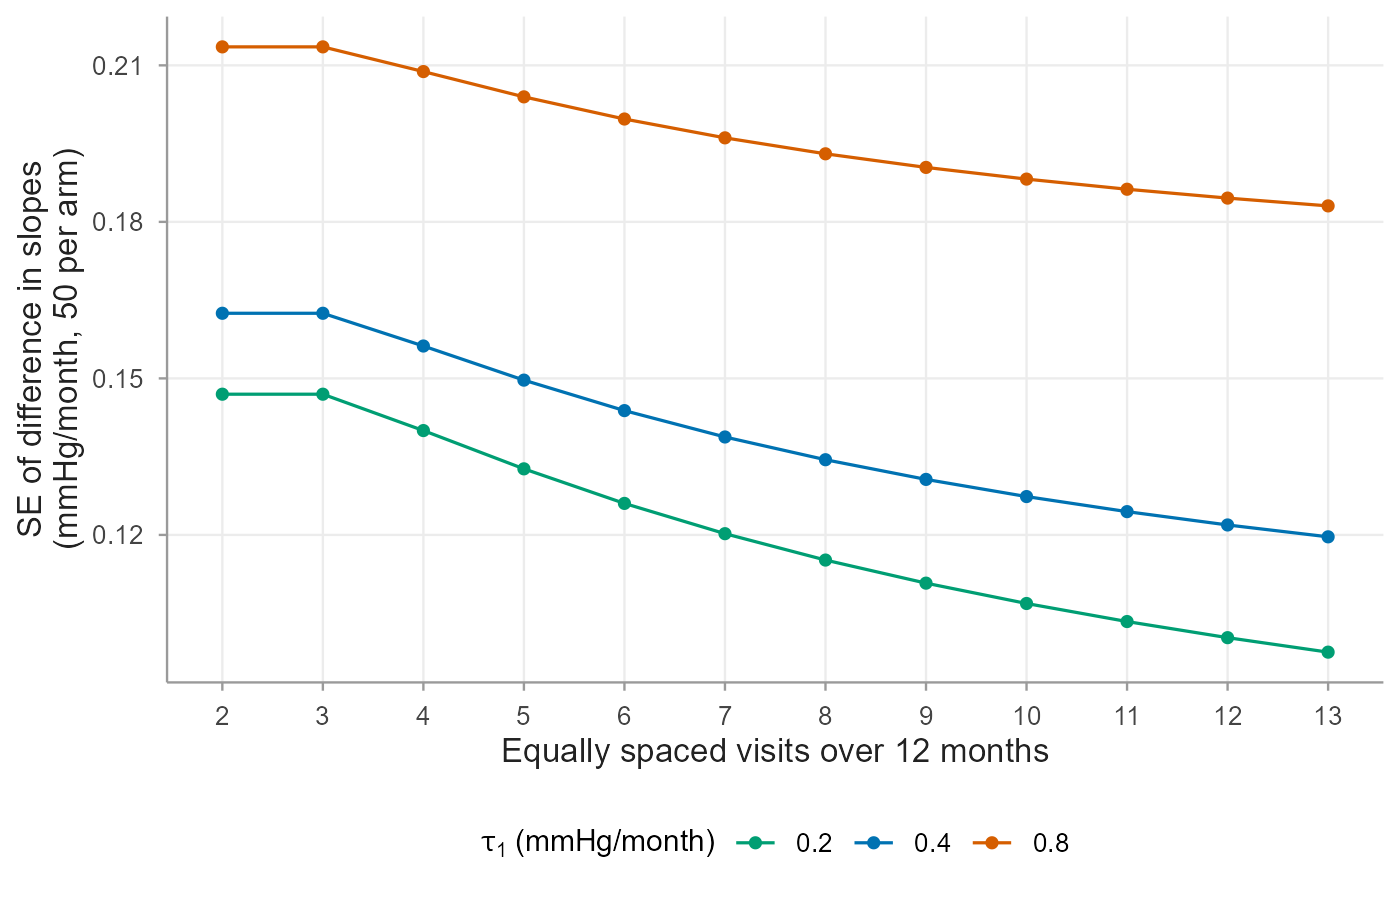 SE of difference in slopes
(mmHg/month, 50 per arm)
0.21
0.18
0.15
0.12
2 3 4 5 6 7 8 9 10 11 12 13
Equally spaced visits over 12 months
τ₁ (mmHg/month) 0.2 0.4 0.8